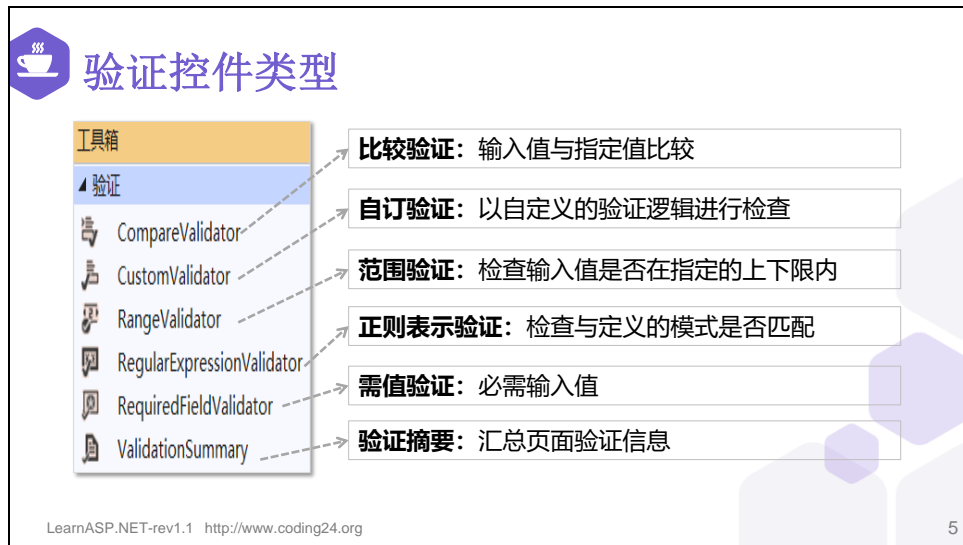 验证控件类型
工具箱
验证
CompareValidator
CustomValidator
RangeValidator
RegularExpressionValidator
RequiredFieldValidator
ValidationSummary
比较验证：输入值与指定值比较
自订验证：以自定义的验证逻辑进行检查
范围验证：检查输入值是否在指定的上下限内
正则表示验证：检查与定义的模式是否匹配
需值验证：必需输入值
验证摘要：汇总页面验证信息
LearnASP.NET-rev1.1 http://www.coding24.org
5